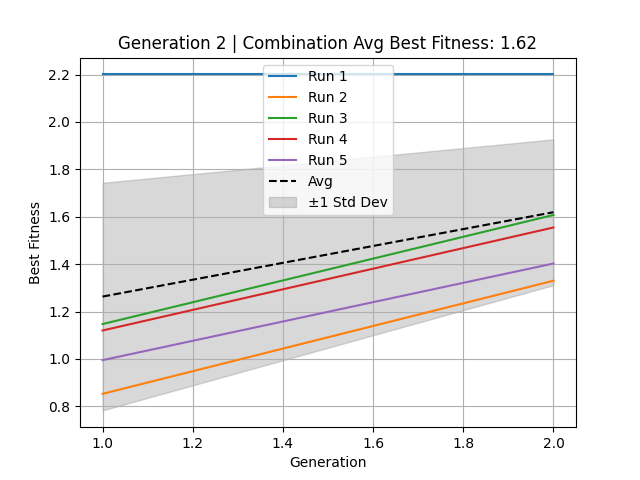 Generation 2 | Combination Avg Best Fitness: 1.62
2.2
2.0
1.8
1.6
1.4
1.2
1.0
0.8
Best Fitness
Run 1
Run 2
Run 3
Run 4
Run 5
Avg
±1 Std Dev
1.0 1.2 1.4 1.6 1.8 2.0
Generation